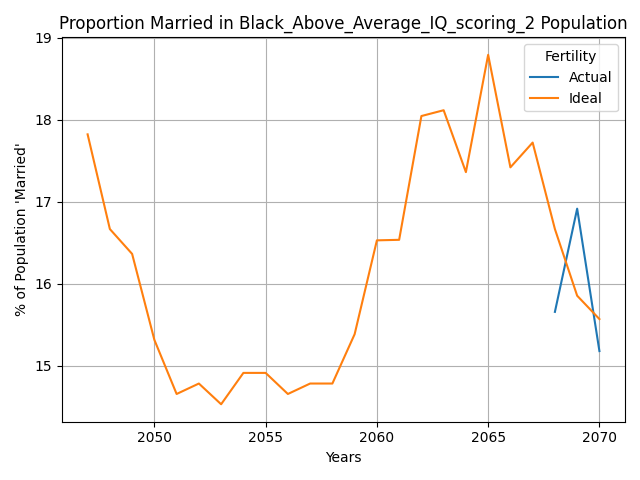 Proportion Married in Black_Above_Average_IQ_scoring_2 Population
Fertility
Actual
Ideal
% of Population 'Married'
19
18
17
16
15
2050 2055 2060 2065 2070
Years